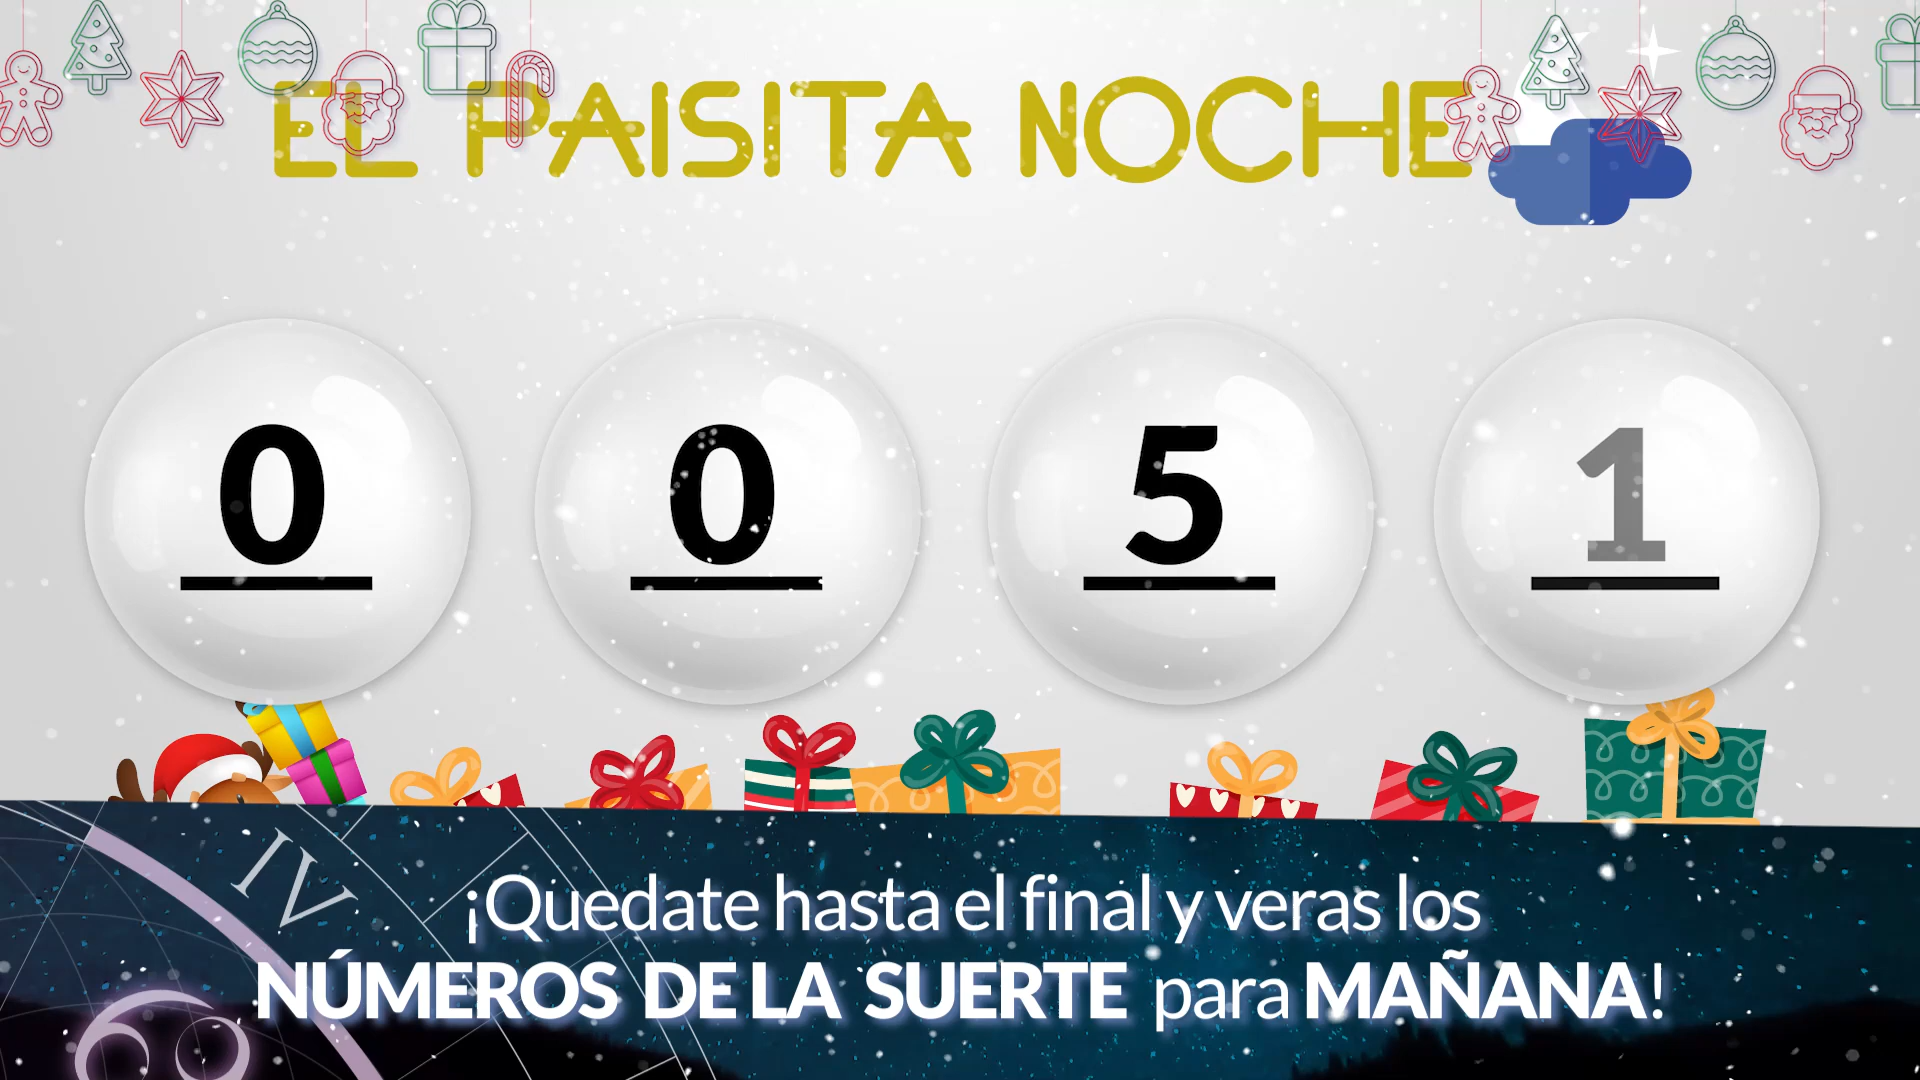 EL PAISITA NOCHE
0 0 5 1
IV
¡Quedate hasta el final y veras los
NÚMEROS DE LA SUERTE para MAÑANA!